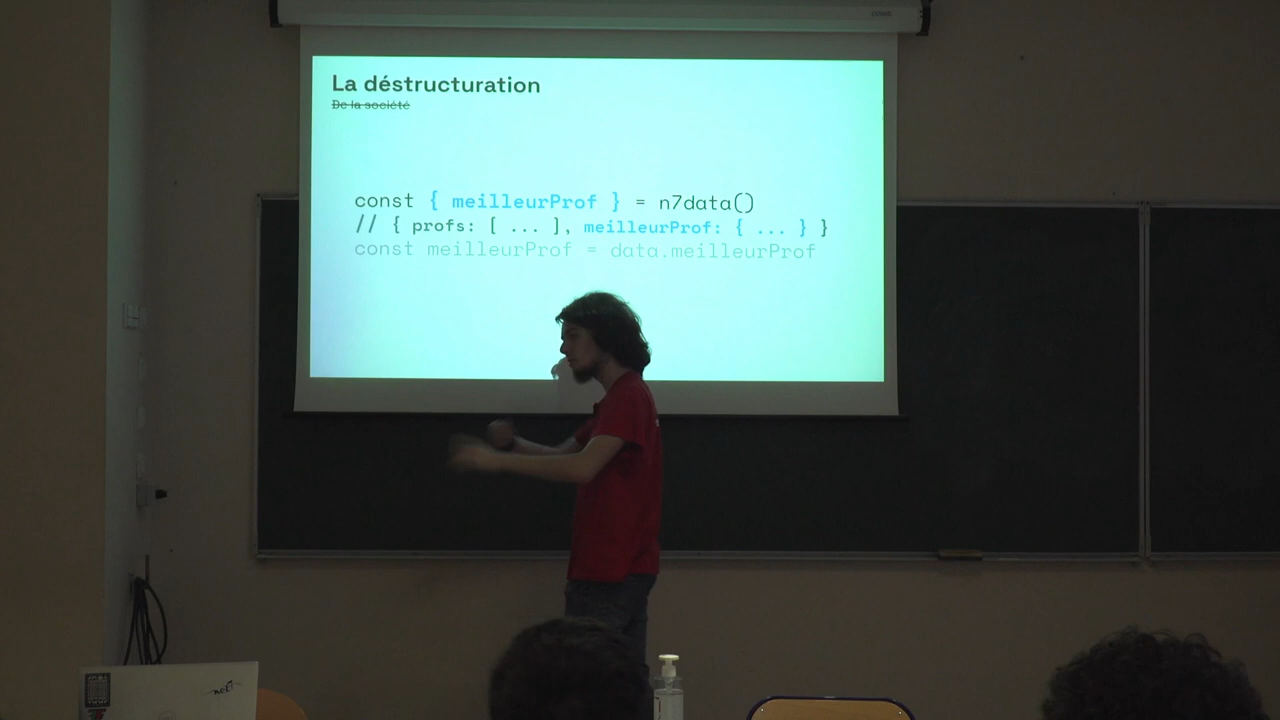 La déstructuration
De la société
const { meilleurProf } = n7data()
// { profs: [ ... ], meilleurProf: { ... } }
const meilleurProf = data.meilleurProf